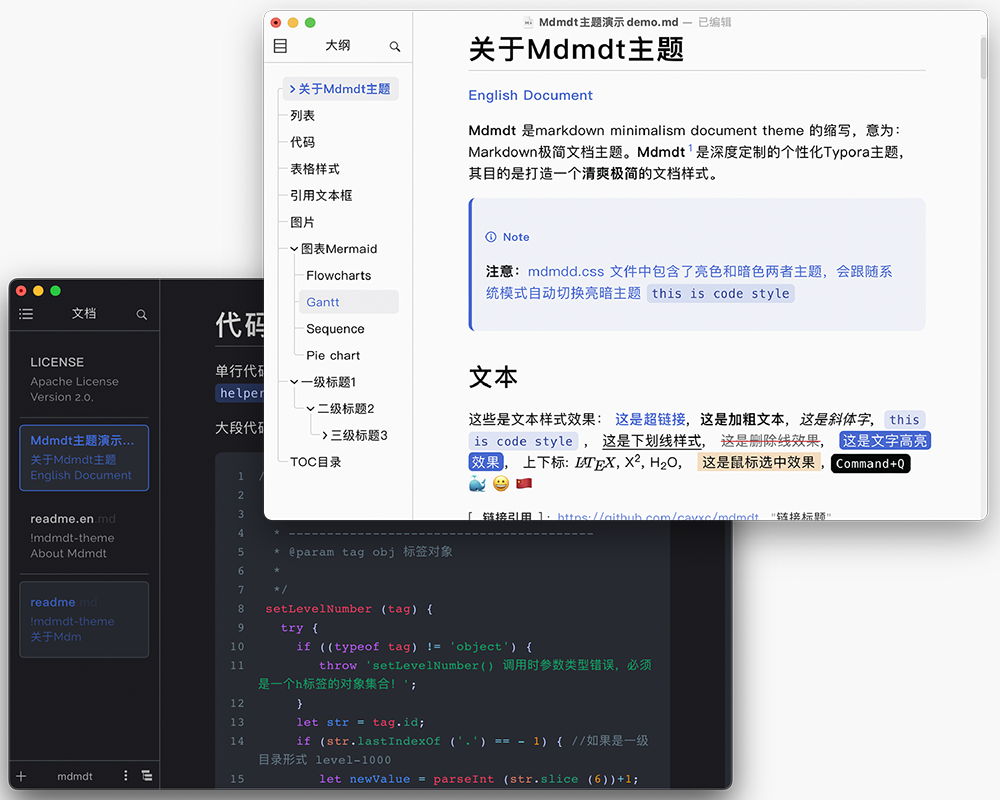 Mdmdt主题演示 demo.md — 已编辑
大纲
关于Mdmdt主题
列表
代码
表格样式
引用文本框
图片
图表Mermaid
Flowcharts
Gantt
Sequence
Pie chart
一级标题1
二级标题2
三级标题3
TOC目录
关于Mdmdt主题
English Document
Mdmdt 是markdown minimalism document theme 的缩写，意为：
Markdown极简文档主题。Mdmdt 1 是深度定制的个性化Typora主题，
其目的是打造一个清爽极简的文档样式。
Note
注意： mdmdd.css 文件中包含了亮色和暗色两者主题，会跟随系
统模式自动切换亮暗主题 this is code style
文本
这些是文本样式效果： 这是超链接，这是加粗文本，这是斜体字， this
is code style ， 这是下划线样式， 这是删除线效果， 这是文字高亮
效果， 上下标: LATEX, X², H₂O， 这是鼠标选中效果 ，Command+Q
🐳 😀 🇨🇳
[ 链接引用 ]： https://github.com/cayxc/mdmdt "链接标题"
文档
LICENSE
Apache License
Version 2.0,
Mdmdt主题演示...
关于Mdmdt主题
English Document
readme.en.md
!mdmdt-theme
About Mdmdt
readme.md
!mdmdt-theme
关于Mdm
mdmdt
代码
单行代码
helper
大段代码
1 /
2
3
4 * ----------------------------------------
5 * @param tag obj 标签对象
6 *
7 */
8 setLevelNumber (tag) {
9 try {
10 if ((typeof tag) != 'object') {
11 throw 'setLevelNumber() 调用时参数类型错误，必须
是一个h标签的对象集合！';
12 }
13 let str = tag.id;
14 if (str.lastIndexOf ('.') == - 1) { //如果是一级
目录形式 level-1000
15 let newValue = parseInt (str.slice (6))+1;